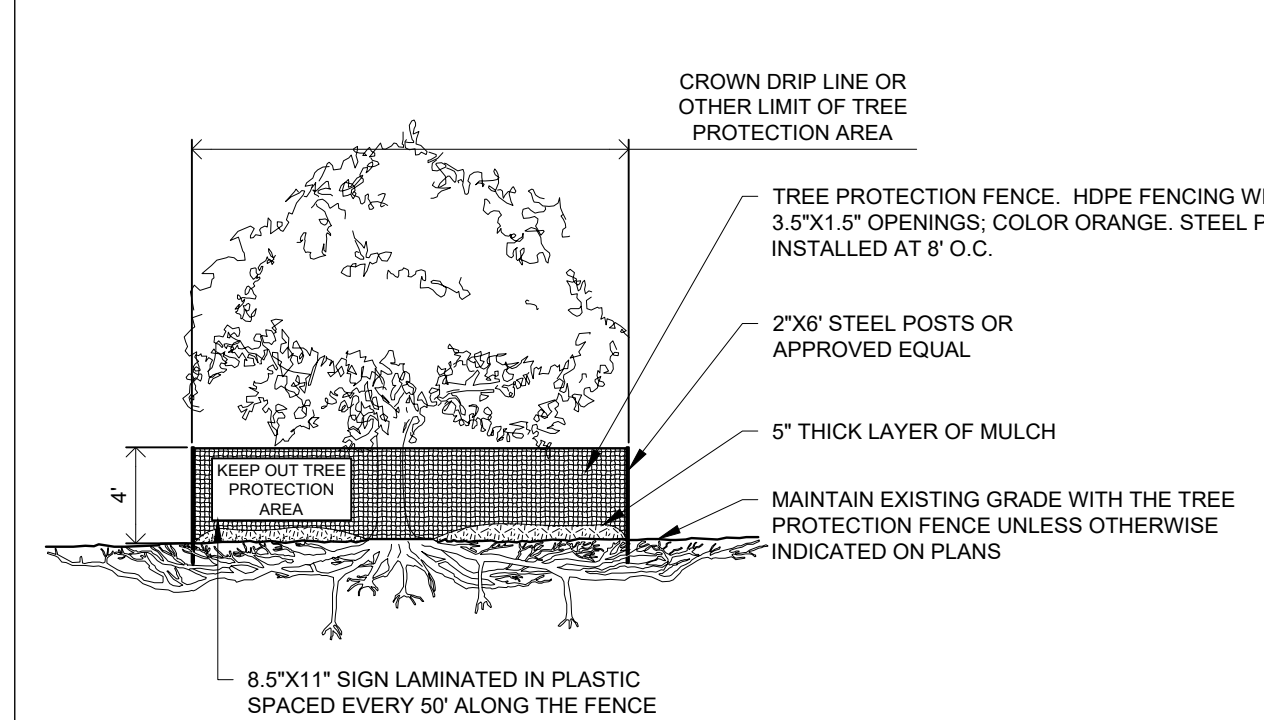 CROWN DRIP LINE OR
OTHER LIMIT OF TREE
PROTECTION AREA
TREE PROTECTION FENCE. HDPE FENCING
3.5"X1.5" OPENINGS; COLOR ORANGE. STEEL
INSTALLED AT 8' O.C.
2"X6' STEEL POSTS OR
APPROVED EQUAL
5" THICK LAYER OF MULCH
4'
KEEP OUT TREE
PROTECTION
AREA
MAINTAIN EXISTING GRADE WITH THE TREE
PROTECTION FENCE UNLESS OTHERWISE
INDICATED ON PLANS
8.5"X11" SIGN LAMINATED IN PLASTIC
SPACED EVERY 50' ALONG THE FENCE